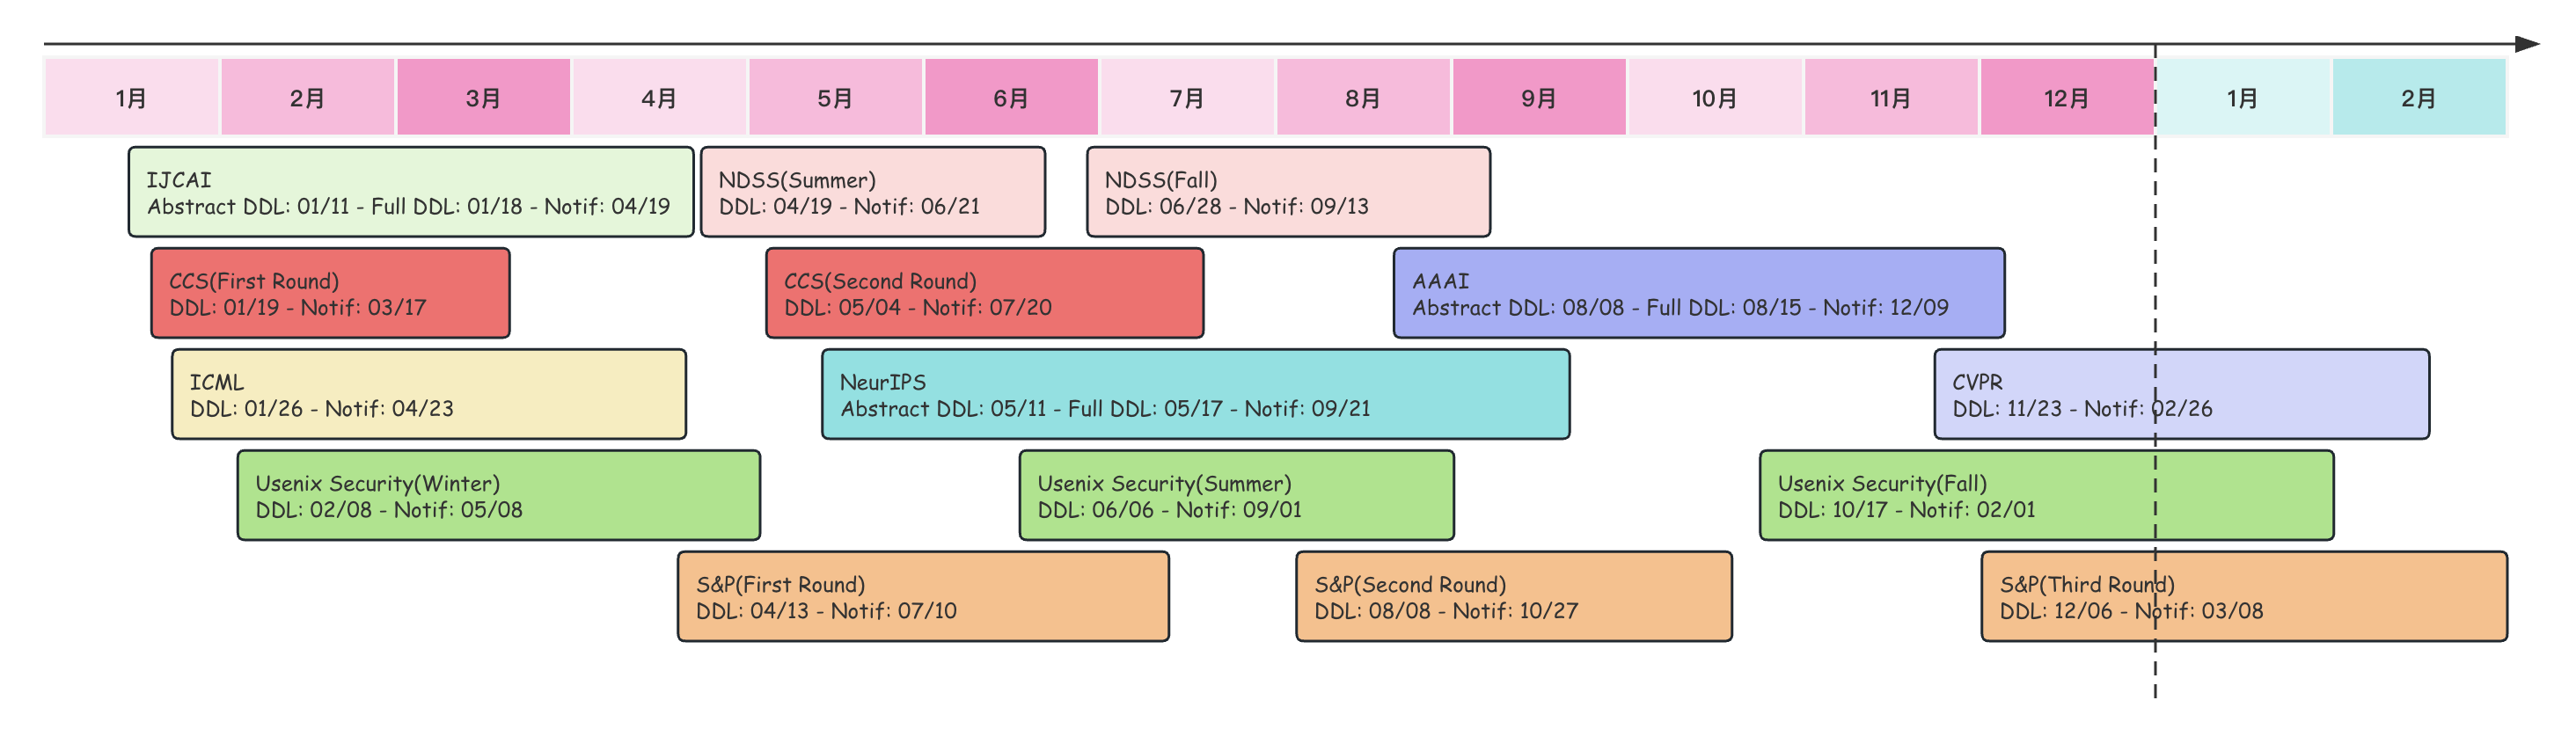 1月
2月
3月
4月
5月
6月
7月
8月
9月
10月
11月
12月
1月
2月
IJCAI
Abstract DDL: 01/11 - Full DDL: 01/18 - Notif: 04/19
NDSS(Summer)
DDL: 04/19 - Notif: 06/21
NDSS(Fall)
DDL: 06/28 - Notif: 09/13
CCS(First Round)
DDL: 01/19 - Notif: 03/17
CCS(Second Round)
DDL: 05/04 - Notif: 07/20
AAAI
Abstract DDL: 08/08 - Full DDL: 08/15 - Notif: 12/09
ICML
DDL: 01/26 - Notif: 04/23
NeurIPS
Abstract DDL: 05/11 - Full DDL: 05/17 - Notif: 09/21
CVPR
DDL: 11/23 - Notif: 02/26
Usenix Security(Winter)
DDL: 02/08 - Notif: 05/08
Usenix Security(Summer)
DDL: 06/06 - Notif: 09/01
Usenix Security(Fall)
DDL: 10/17 - Notif: 02/01
S&P(First Round)
DDL: 04/13 - Notif: 07/10
S&P(Second Round)
DDL: 08/08 - Notif: 10/27
S&P(Third Round)
DDL: 12/06 - Notif: 03/08